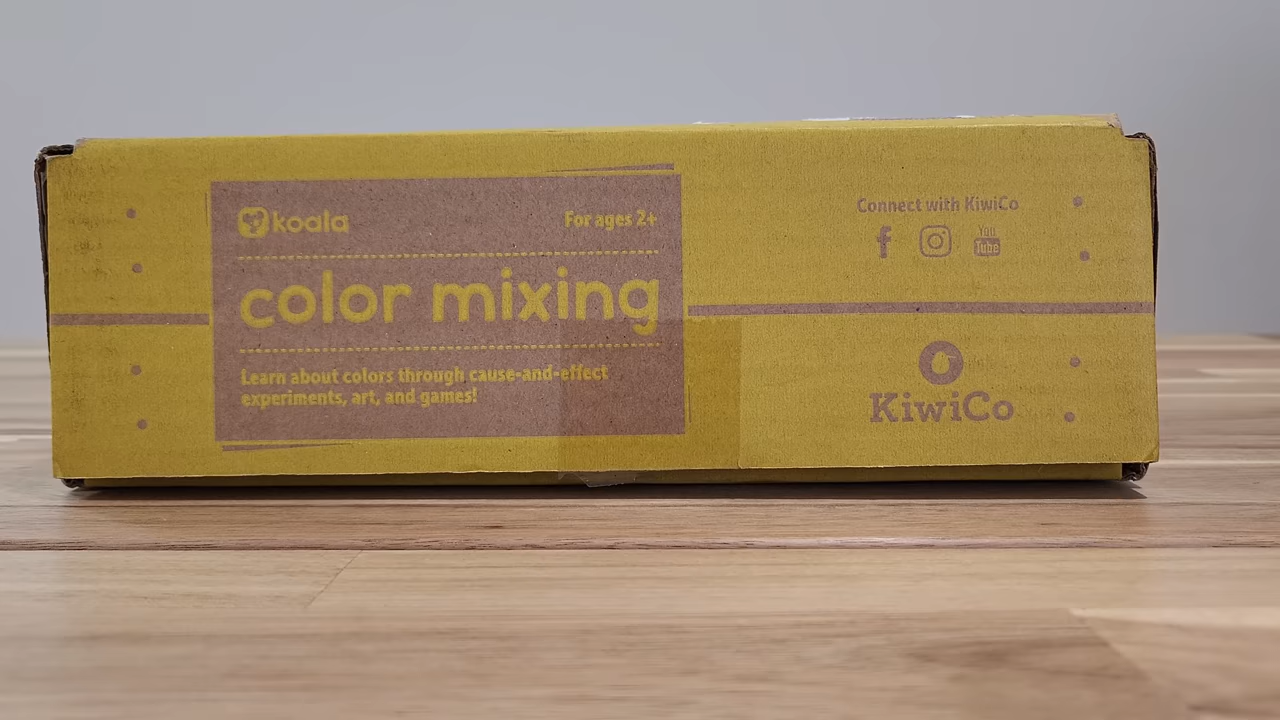 koala
For ages 2+
color mixing
Learn about colors through cause-and-effect
experiments, art, and games!
Connect with KiwiCo
You
Tube
KiwiCo